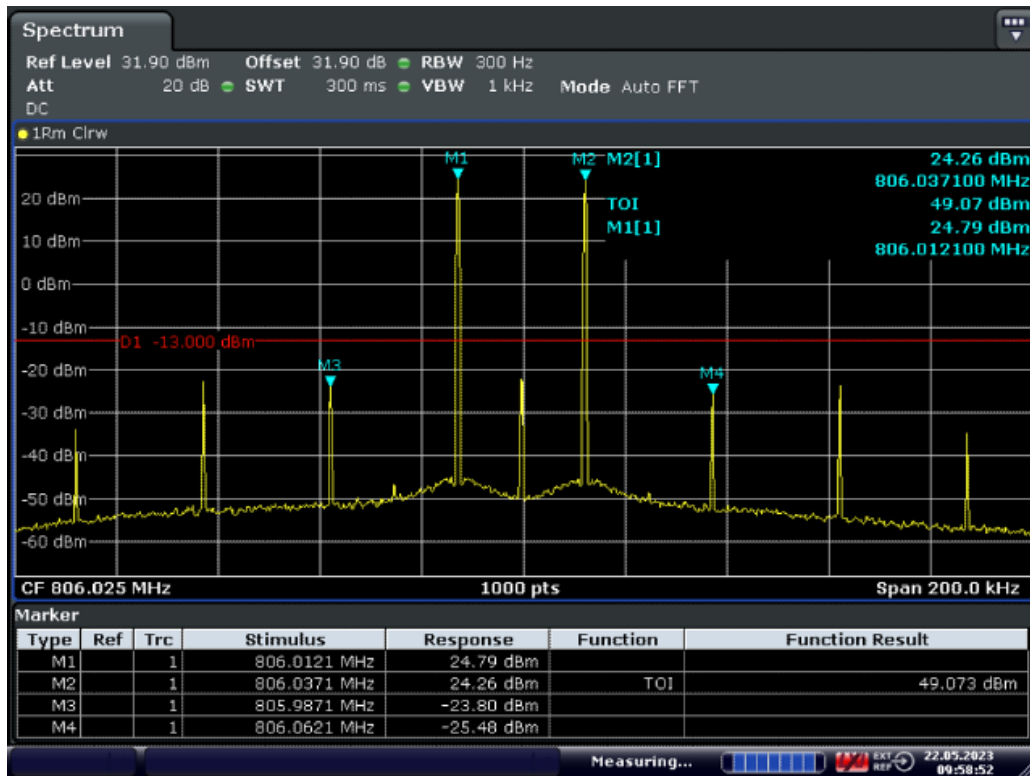 Spectrum
Ref Level 31.90 dBm Offset 31.90 dB RBW 300 Hz
Att 20 dB SWT 300 ms VBW 1 kHz Mode Auto FFT
DC
1Rm Clrw
M1 M2 M2[1] 24.26 dBm
806.037100 MHz
20 dBm TOI 49.07 dBm
M1[1] 24.79 dBm
10 dBm 806.012100 MHz
0 dBm
-10 dBm
D1 -13.000 dBm
-20 dBm M3 M4
-30 dBm
-40 dBm
-50 dBm
-60 dBm
CF 806.025 MHz 1000 pts Span 200.0 kHz
Marker
Type Ref Trc Stimulus Response Function Function Result
M1 1 806.0121 MHz 24.79 dBm
M2 1 806.0371 MHz 24.26 dBm TOI 49.073 dBm
M3 1 805.9871 MHz -23.80 dBm
M4 1 806.0621 MHz -25.48 dBm
Measuring... EXT REF 22.05.2023
09:58:52